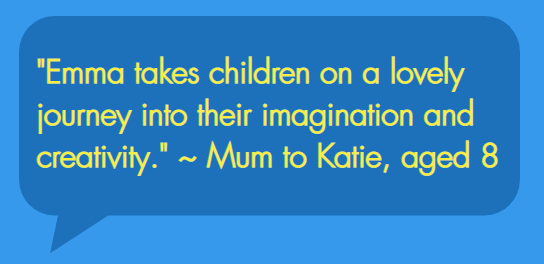 "Emma takes children on a lovely
journey into their imagination and
creativity." ~ Mum to Katie, aged 8